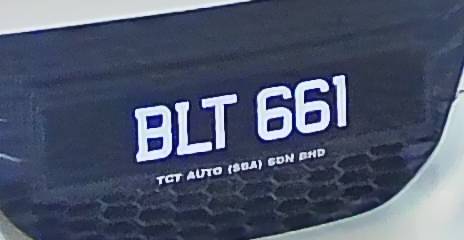 BLT 661
TCT AUTO (SBA) SDN BHD